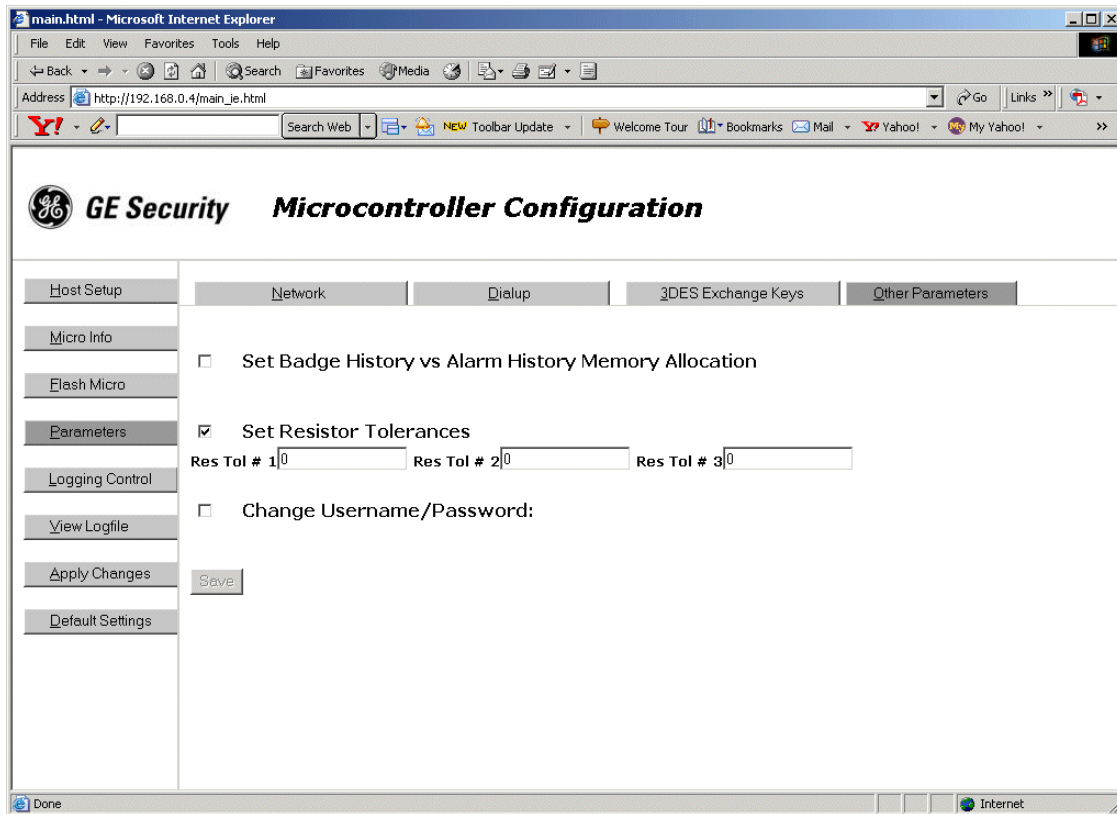 main.html - Microsoft Internet Explorer
File Edit View Favorites Tools Help
Back Search Favorites Media
Address http://192.168.0.4/main_ie.html Go Links »
Y! Search Web NEW Toolbar Update Welcome Tour Bookmarks Mail Y? Yahoo! My My Yahoo! »
GE Security Microcontroller Configuration
Host Setup
Micro Info
Flash Micro
Parameters
Logging Control
View Logfile
Apply Changes
Default Settings
Network Dialup 3DES Exchange Keys Other Parameters
Set Badge History vs Alarm History Memory Allocation
Set Resistor Tolerances
Res Tol # 1 0 Res Tol # 2 0 Res Tol # 3 0
Change Username/Password:
Save
Done Internet